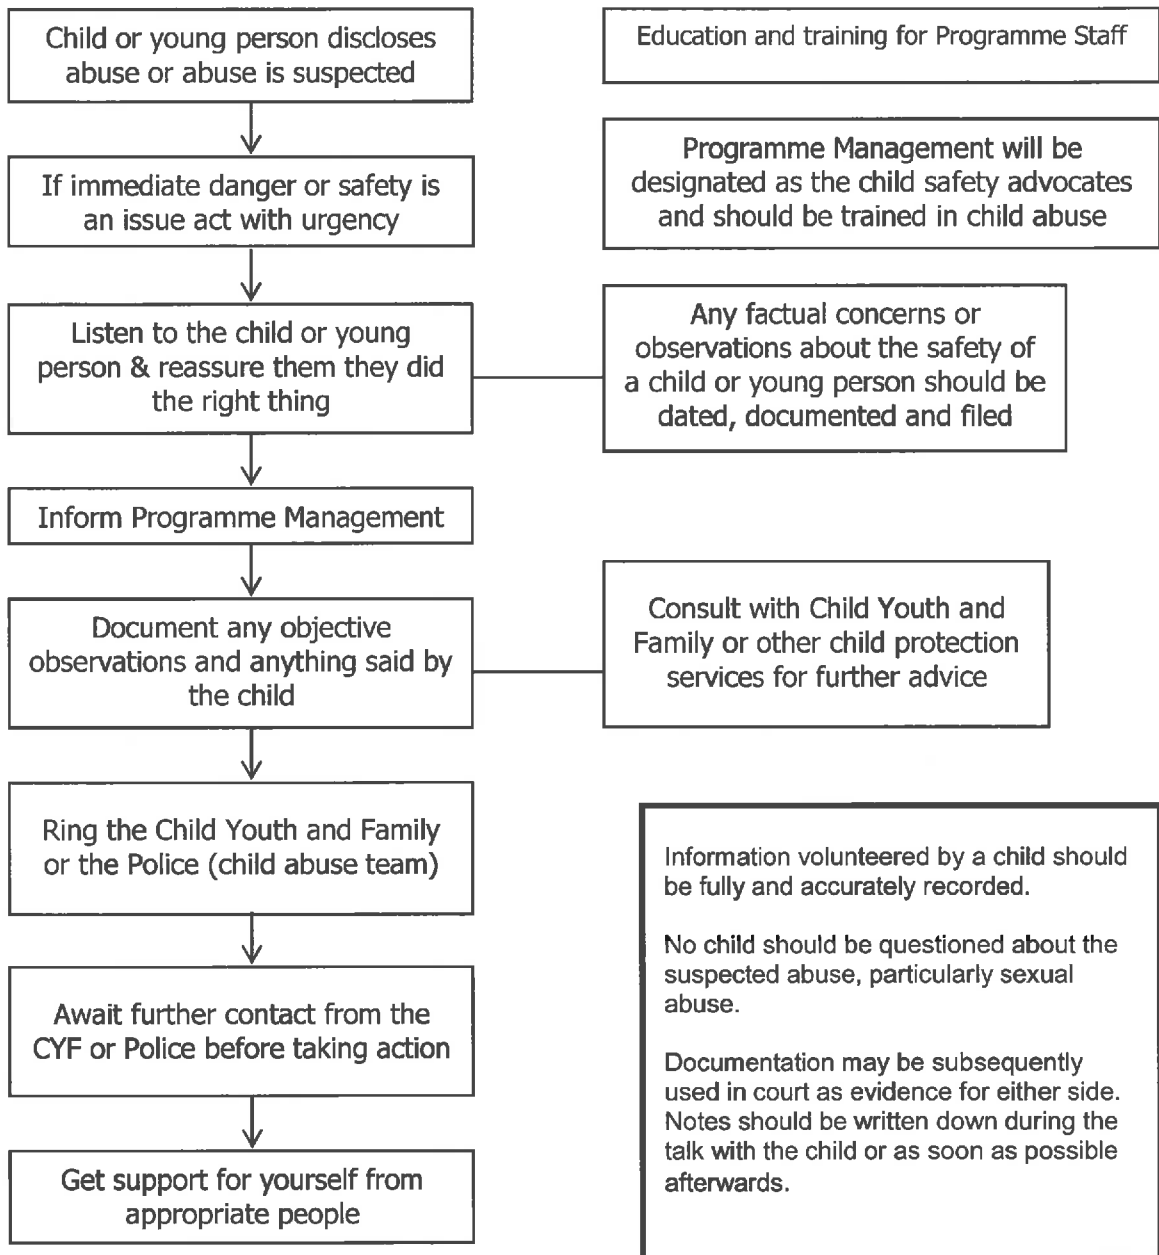 Child or young person discloses
abuse or abuse is suspected
If immediate danger or safety is
an issue act with urgency
Listen to the child or young
person & reassure them they did
the right thing
Inform Programme Management
Document any objective
observations and anything said by
the child
Ring the Child Youth and Family
or the Police (child abuse team)
Await further contact from the
CYF or Police before taking action
Get support for yourself from
appropriate people
Education and training for Programme Staff
Programme Management will be
designated as the child safety advocates
and should be trained in child abuse
Any factual concerns or
observations about the safety of
a child or young person should be
dated, documented and filed
Consult with Child Youth and
Family or other child protection
services for further advice
Information volunteered by a child should
be fully and accurately recorded.
No child should be questioned about the
suspected abuse, particularly sexual
abuse.
Documentation may be subsequently
used in court as evidence for either side.
Notes should be written down during the
talk with the child or as soon as possible
afterwards.